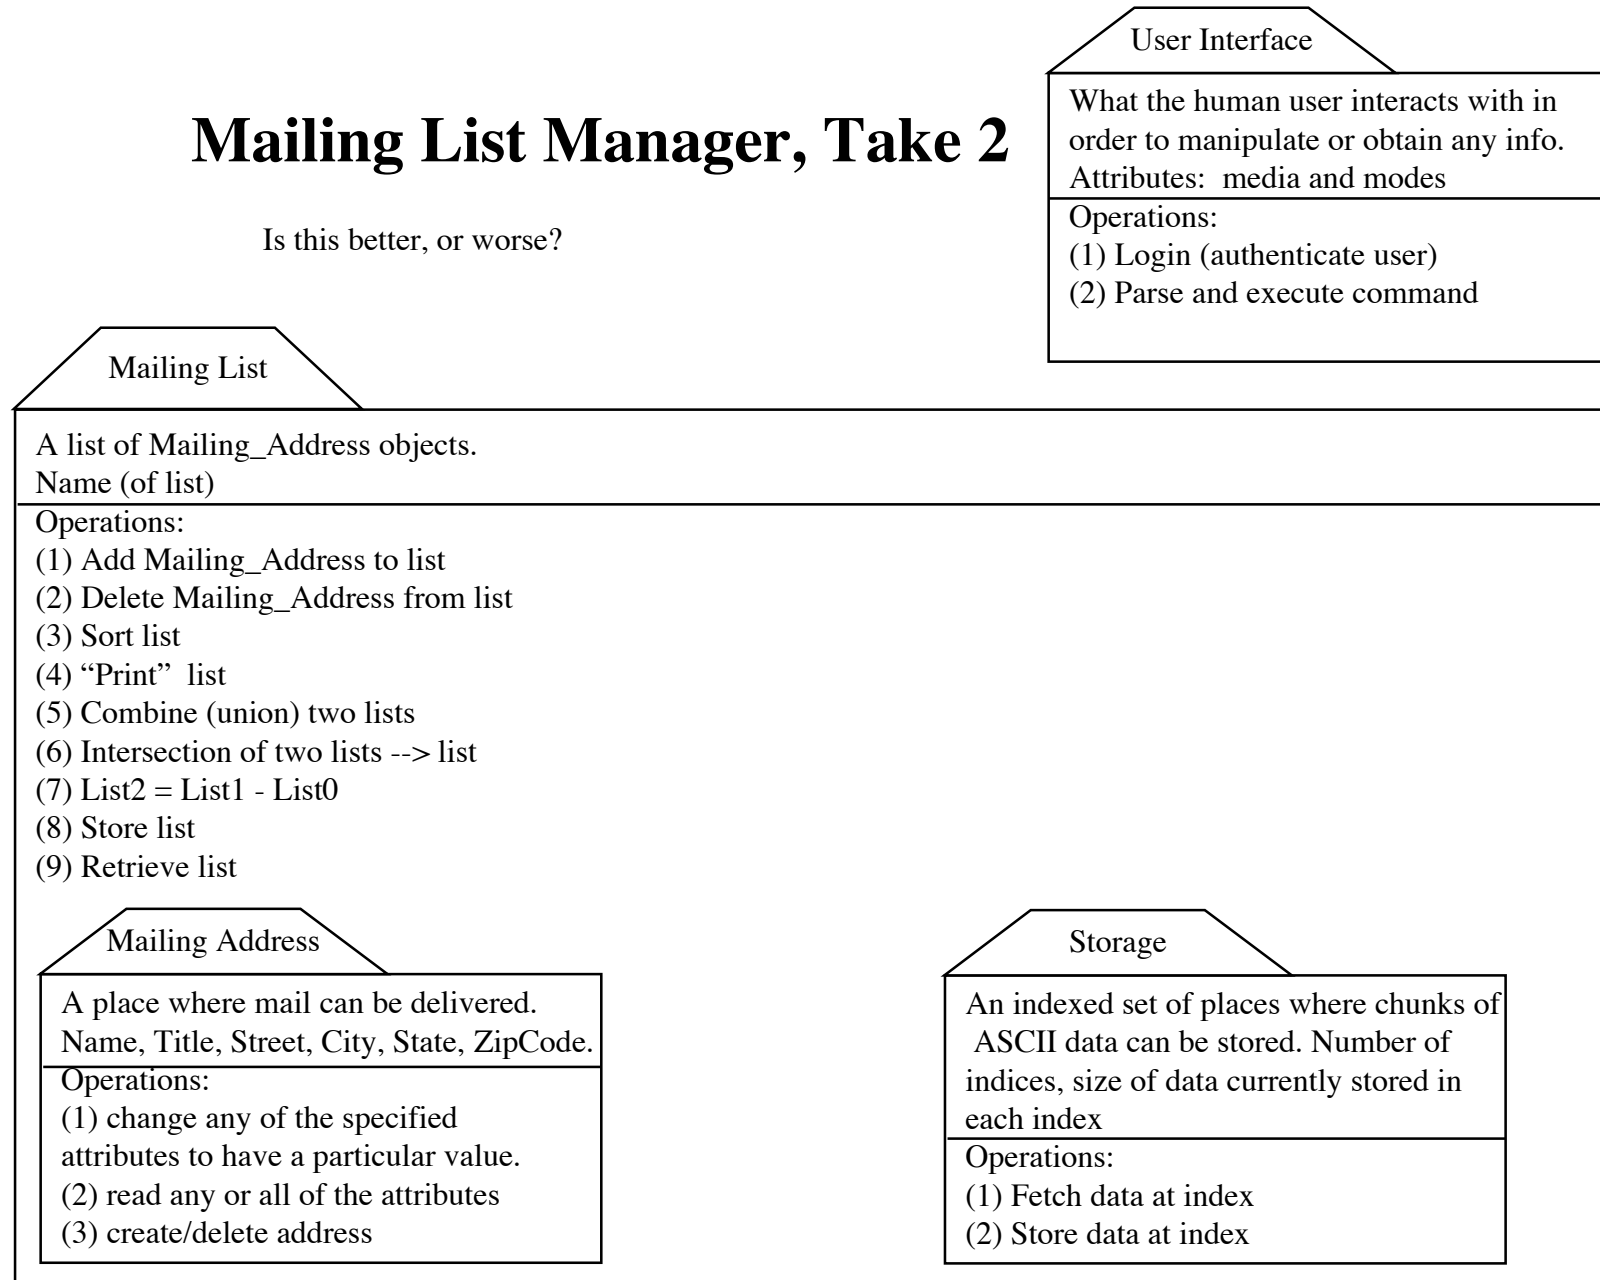 User Interface
What the human user interacts with in
order to manipulate or obtain any info.
Attributes:  media and modes
Operations:
(1) Login (authenticate user)
(2) Parse and execute command
Mailing List Manager, Take 2
Is this better, or worse?
Mailing List
A list of Mailing_Address objects.
Name (of list)
Operations:
(1) Add Mailing_Address to list
(2) Delete Mailing_Address from list
(3) Sort list
(4) “Print”  list
(5) Combine (union) two lists
(6) Intersection of two lists --> list
(7) List2 = List1 - List0
(8) Store list
(9) Retrieve list
Mailing Address
A place where mail can be delivered.
Name, Title, Street, City, State, ZipCode.
Operations:
(1) change any of the specified
attributes to have a particular value.
(2) read any or all of the attributes
(3) create/delete address
Storage
An indexed set of places where chunks of
ASCII data can be stored. Number of
indices, size of data currently stored in
each index
Operations:
(1) Fetch data at index
(2) Store data at index